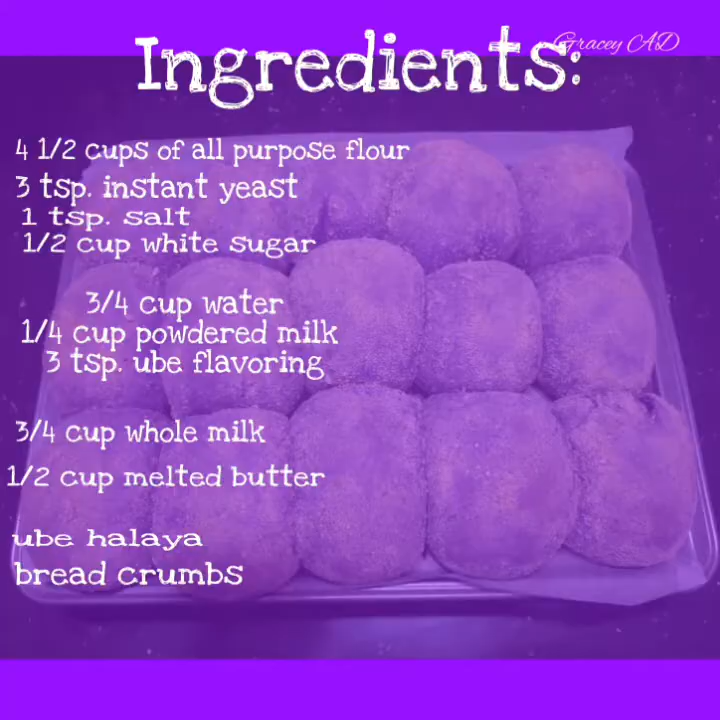 Gracey AD
Ingredients:
4 1/2 cups of all purpose flour
3 tsp. instant yeast
1 tsp. salt
1/2 cup white sugar
3/4 cup water
1/4 cup powdered milk
3 tsp. ube flavoring
3/4 cup whole milk
1/2 cup melted butter
ube halaya
bread crumbs